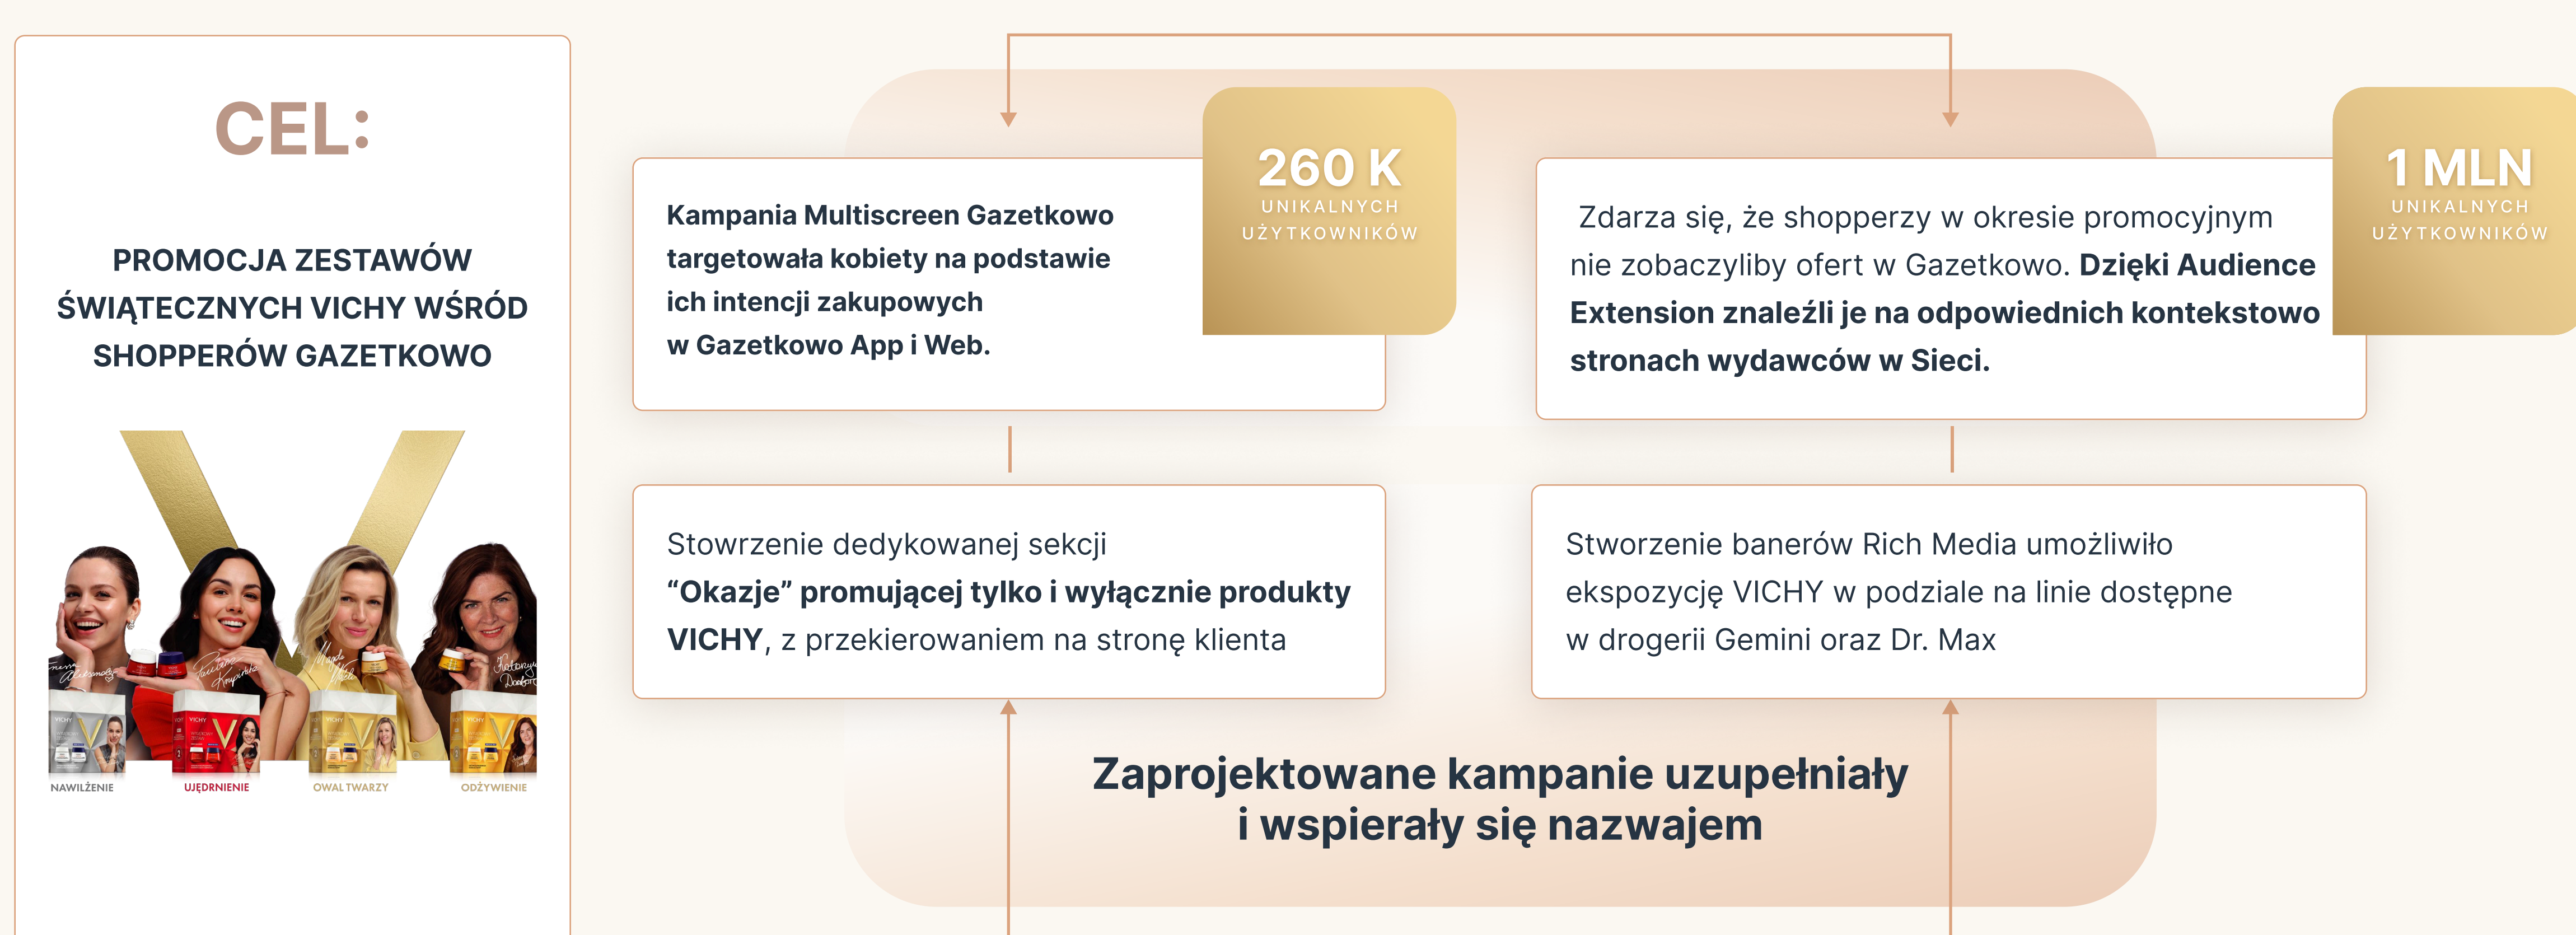 CEL:
PROMOCJA ZESTAWÓW
ŚWIĄTECZNYCH VICHY WŚRÓD
SHOPPERÓW GAZETKOWO
VICHY
VICHY
VICHY
VICHY
NAWILŻENIE
UJĘDRNIENIE
OWAL TWARZY
ODŻYWIENIE
Kampania Multiscreen Gazetkowo
targetowała kobiety na podstawie
ich intencji zakupowych
w Gazetkowo App i Web.
260 K
UNIKALNYCH
UŻYTKOWNIKÓW
Stowrzenie dedykowanej sekcji
“Okazje” promującej tylko i wyłącznie produkty
VICHY, z przekierowaniem na stronę klienta
Zdarza się, że shopperzy w okresie promocyjnym
nie zobaczyliby ofert w Gazetkowo. Dzięki Audience
Extension znaleźli je na odpowiednich kontekstowo
stronach wydawców w Sieci.
1 MLN
UNIKALNYCH
UŻYTKOWNIKÓW
Stworzenie banerów Rich Media umożliwiło
ekspozycję VICHY w podziale na linie dostępne
w drogerii Gemini oraz Dr. Max
Zaprojektowane kampanie uzupełniały
i wspierały się nazwajem